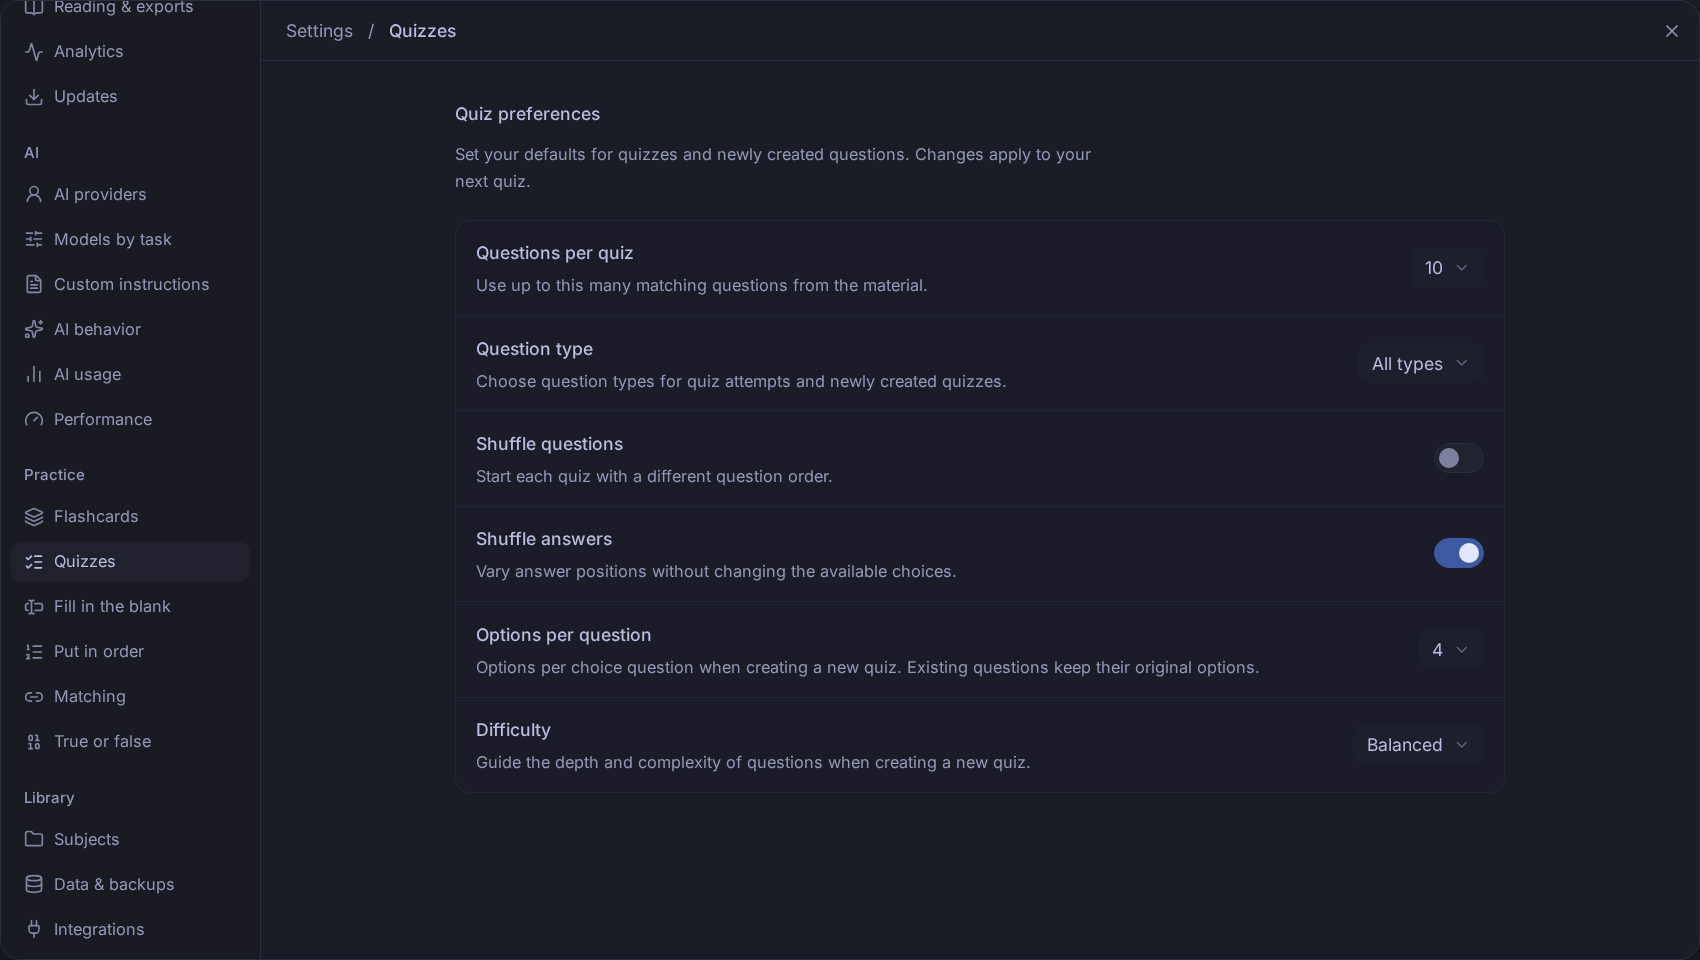 Reading & exports
Analytics
Updates
AI
AI providers
Models by task
Custom instructions
AI behavior
AI usage
Performance
Practice
Flashcards
Quizzes
Fill in the blank
Put in order
Matching
True or false
Library
Subjects
Data & backups
Integrations
Settings / Quizzes
Quiz preferences
Set your defaults for quizzes and newly created questions. Changes apply to your
next quiz.
Questions per quiz
Use up to this many matching questions from the material.
10
Question type
Choose question types for quiz attempts and newly created quizzes.
All types
Shuffle questions
Start each quiz with a different question order.
Shuffle answers
Vary answer positions without changing the available choices.
Options per question
Options per choice question when creating a new quiz. Existing questions keep their original options.
4
Difficulty
Guide the depth and complexity of questions when creating a new quiz.
Balanced